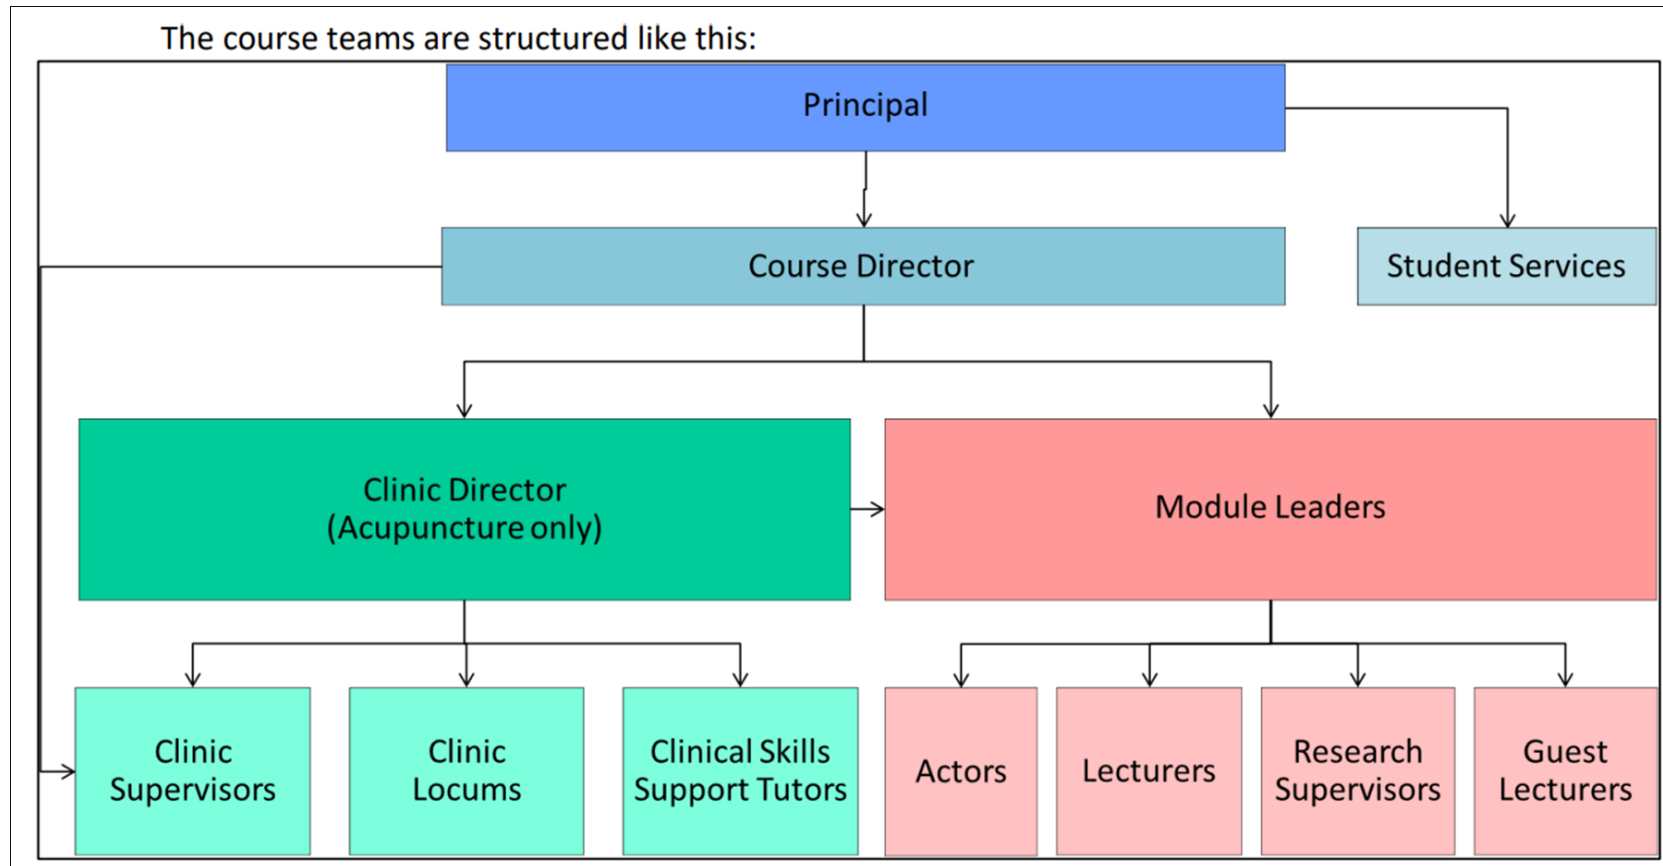 The course teams are structured like this:
Principal
Course Director
Student Services
Clinic Director
(Acupuncture only)
Module Leaders
Clinic
Supervisors
Clinic
Locums
Clinical Skills
Support Tutors
Actors
Lecturers
Research
Supervisors
Guest
Lecturers